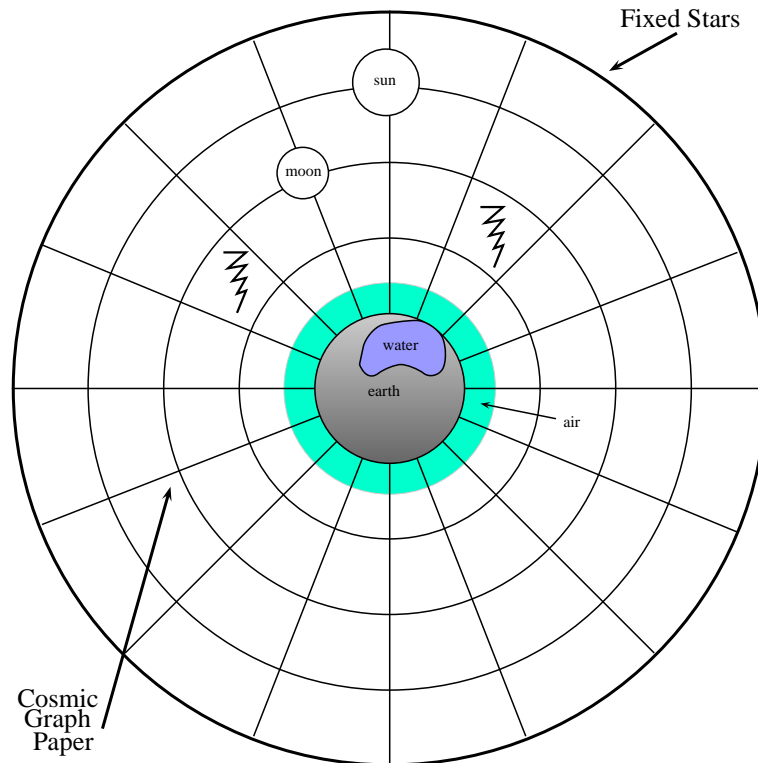 Fixed Stars
sun
moon
water
earth
air
Cosmic
Graph
Paper